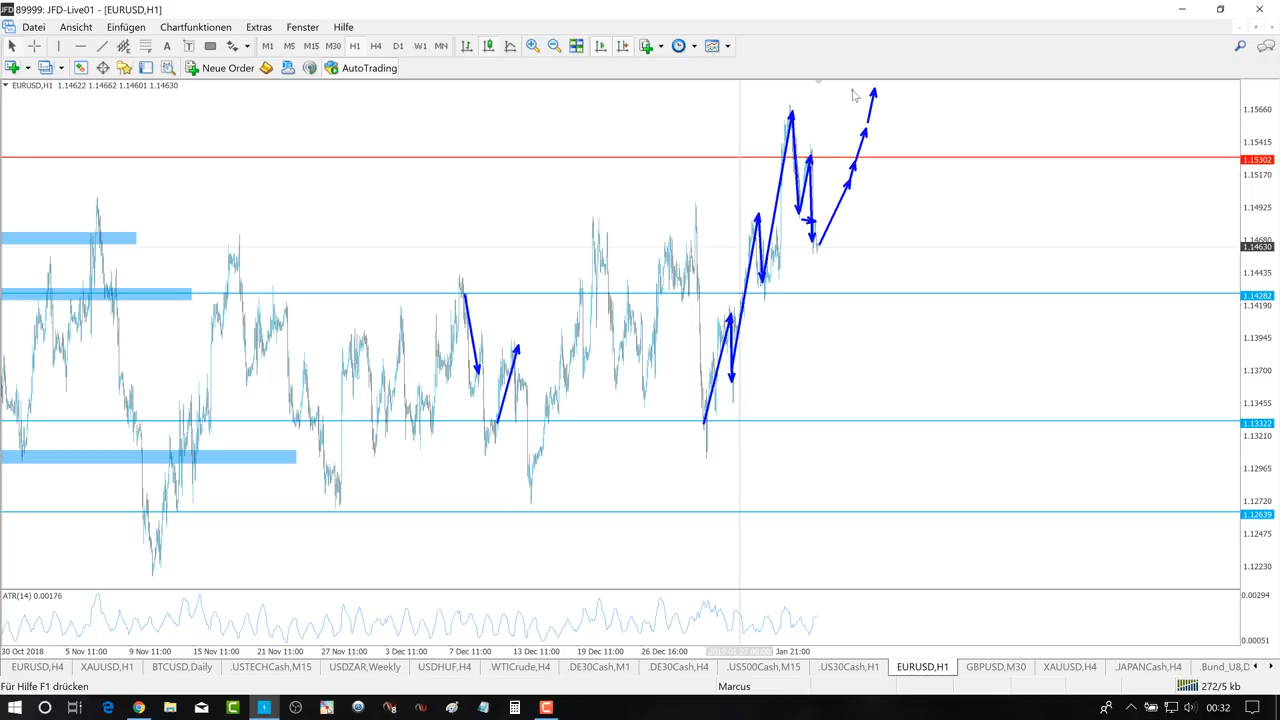 JFD 89999: JFD-Live01 - [EURUSD,H1]
Datei Ansicht Einfügen Chartfunktionen Extras Fenster Hilfe
A T M1 M5 M15 M30 H1 H4 D1 W1 MN
New Order AutoTrading
EURUSD,H1 1.14622 1.14662 1.14601 1.14630
1.15660
1.15415
1.15302
1.15170
1.14925
1.14680
1.14630
1.14435
1.14282
1.14190
1.13945
1.13700
1.13455
1.13322
1.13210
1.12965
1.12720
1.12639
1.12475
1.12230
ATR(14) 0.00176
0.00294
0.00051
30 Oct 2018 5 Nov 11:00 9 Nov 11:00 15 Nov 11:00 21 Nov 11:00 27 Nov 11:00 3 Dec 11:00 7 Dec 11:00 13 Dec 11:00 19 Dec 11:00 26 Dec 16:00 Jan 21:00
EURUSD,H4 XAUUSD,H1 BTCUSD,Daily .USTECHCash,M15 USDZAR,Weekly USDHUF,H4 .WTICrude,H4 .DE30Cash,M1 .DE30Cash,H4 .US500Cash,M15 .US30Cash,H1 EURUSD,H1 GBPUSD,M30 XAUUSD,H4 .JAPANCash,H4 .Bund_U8,D
Für Hilfe F1 drücken Marcus 272/5 kb
00:32